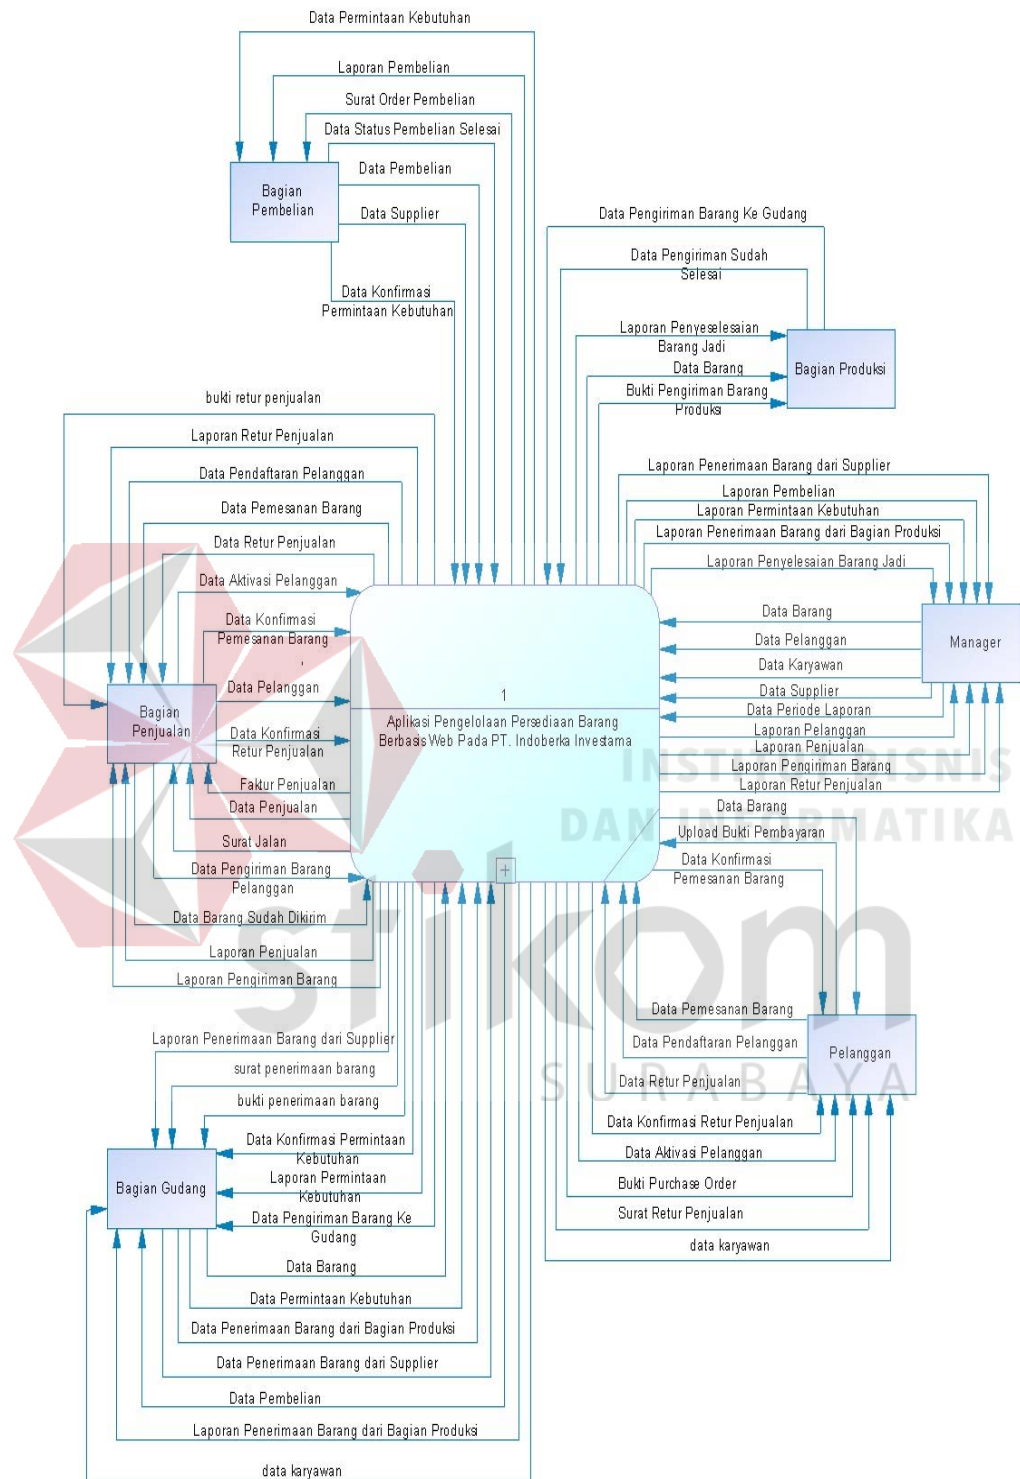 Data Permintaan Kebutuhan
Laporan Pembelian
Surat Order Pembelian
Data Status Pembelian Selesai
Data Pembelian
Data Supplier
Bagian
Pembelian
Data Konfirmasi
Permintaan Kebutuhan
Data Pengiriman Barang Ke Gudang
Data Pengiriman Sudah
Selesai
Laporan Penyeselesaian
Barang Jadi
Data Barang
Bukti Pengiriman Barang
Produksi
Bagian Produksi
bukti retur penjualan
Laporan Retur Penjualan
Data Pendaftaran Pelanggan
Data Pemesanan Barang
Data Retur Penjualan
Data Aktivasi Pelanggan
Data Konfirmasi
Pemesanan Barang
Data Pelanggan
Data Konfirmasi
Retur Penjualan
Faktur Penjualan
Data Penjualan
Surat Jalan
Data Pengiriman Barang
Pelanggan
Data Barang Sudah Dikirim
Laporan Penjualan
Laporan Pengiriman Barang
Bagian
Penjualan
1
Aplikasi Pengelolaan Persediaan Barang
Berbasis Web Pada PT. Indoberka Investama
Laporan Penerimaan Barang dari Supplier
Laporan Pembelian
Laporan Permintaan Kebutuhan
Laporan Penerimaan Barang dari Bagian Produksi
Laporan Penyelesaian Barang Jadi
Data Barang
Data Pelanggan
Data Karyawan
Data Supplier
Data Periode Laporan
Laporan Pelanggan
Laporan Penjualan
Laporan Pengiriman Barang
Laporan Retur Penjualan
Manager
INSTITUT BISNIS
DAN INFORMATIKA
stikom
SURABAYA
Data Barang
Upload Bukti Pembayaran
Data Konfirmasi
Pemesanan Barang
Data Pemesanan Barang
Data Pendaftaran Pelanggan
Data Retur Penjualan
Data Konfirmasi Retur Penjualan
Data Aktivasi Pelanggan
Bukti Purchase Order
Surat Retur Penjualan
data karyawan
Pelanggan
Laporan Penerimaan Barang dari Supplier
surat penerimaan barang
bukti penerimaan barang
Data Konfirmasi Permintaan
Kebutuhan
Laporan Permintaan
Kebutuhan
Data Pengiriman Barang Ke
Gudang
Data Barang
Data Permintaan Kebutuhan
Data Penerimaan Barang dari Bagian Produksi
Data Penerimaan Barang dari Supplier
Data Pembelian
Laporan Penerimaan Barang dari Bagian Produksi
data karyawan
Bagian Gudang